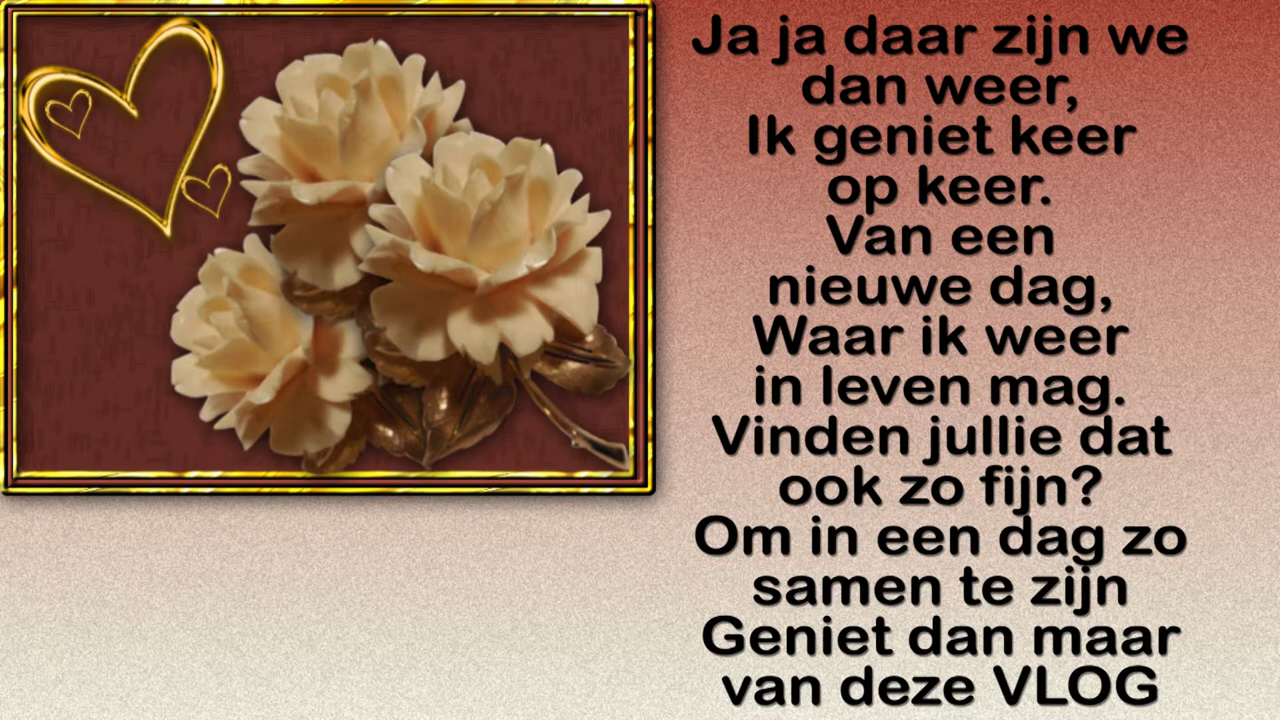 Ja ja daar zijn we
dan weer,
Ik geniet keer
op keer.
Van een
nieuwe dag,
Waar ik weer
in leven mag.
Vinden jullie dat
ook zo fijn?
Om in een dag zo
samen te zijn
Geniet dan maar
van deze VLOG